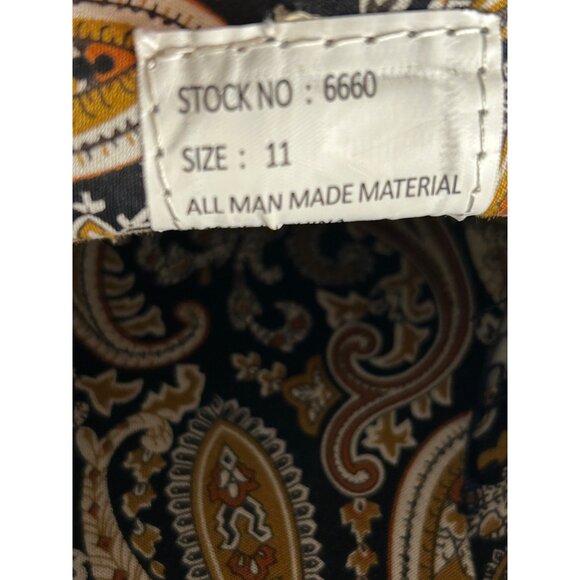 STOCK NO : 6660
SIZE : 11
ALL MAN MADE MATERIAL